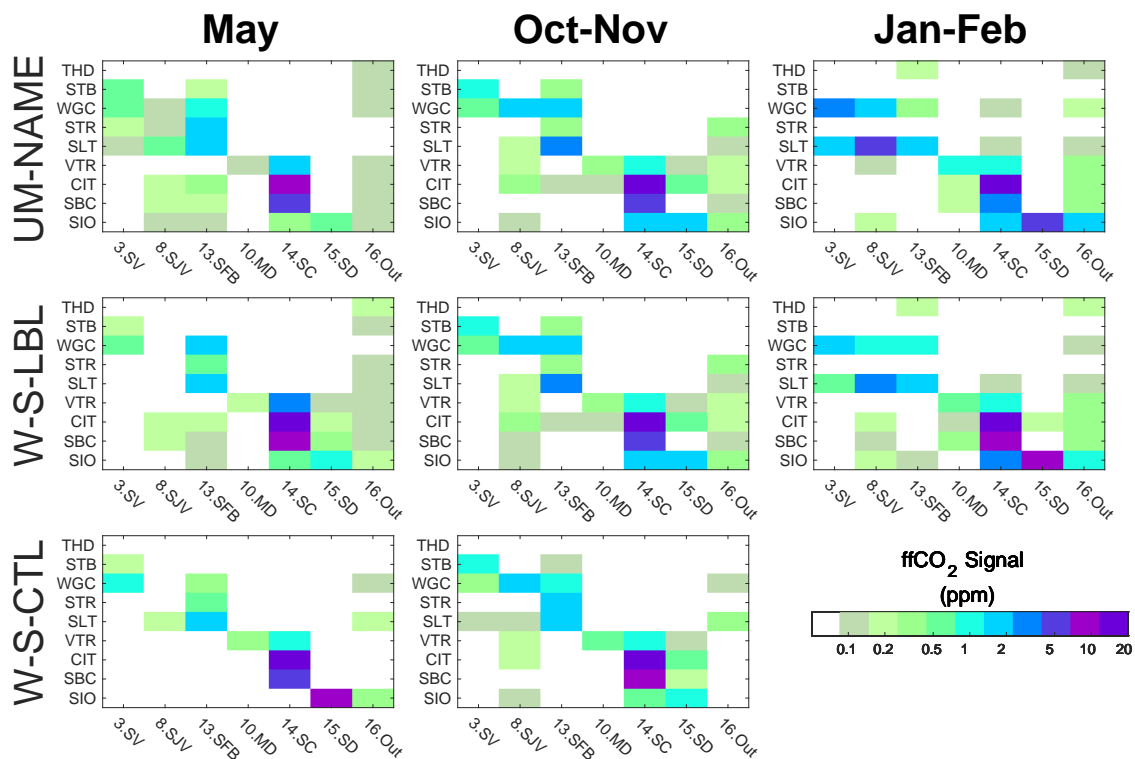 May Oct-Nov Jan-Feb
UM-NAME
THD THD THD
STB STB STB
WGC WGC WGC
STR STR STR
SLT SLT SLT
VTR VTR VTR
CIT CIT CIT
SBC SBC SBC
SIO SIO SIO
3.SV 8.SJV 13.SFB 10.MD 14.SC 15.SD 16.Out 3.SV 8.SJV 13.SFB 10.MD 14.SC 15.SD 16.Out 3.SV 8.SJV 13.SFB 10.MD 14.SC 15.SD 16.Out
W-S-LBL
THD THD THD
STB STB STB
WGC WGC WGC
STR STR STR
SLT SLT SLT
VTR VTR VTR
CIT CIT CIT
SBC SBC SBC
SIO SIO SIO
3.SV 8.SJV 13.SFB 10.MD 14.SC 15.SD 16.Out 3.SV 8.SJV 13.SFB 10.MD 14.SC 15.SD 16.Out 3.SV 8.SJV 13.SFB 10.MD 14.SC 15.SD 16.Out
W-S-CTL
THD THD
STB STB
WGC WGC
STR STR
SLT SLT
VTR VTR
CIT CIT
SBC SBC
SIO SIO
3.SV 8.SJV 13.SFB 10.MD 14.SC 15.SD 16.Out 3.SV 8.SJV 13.SFB 10.MD 14.SC 15.SD 16.Out
ffCO₂ Signal
(ppm)
0.1 0.2 0.5 1 2 5 10 20